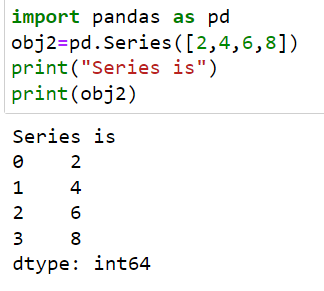 import pandas as pd
obj2=pd.Series([2,4,6,8])
print("Series is")
print(obj2)
Series is
0    2
1    4
2    6
3    8
dtype: int64